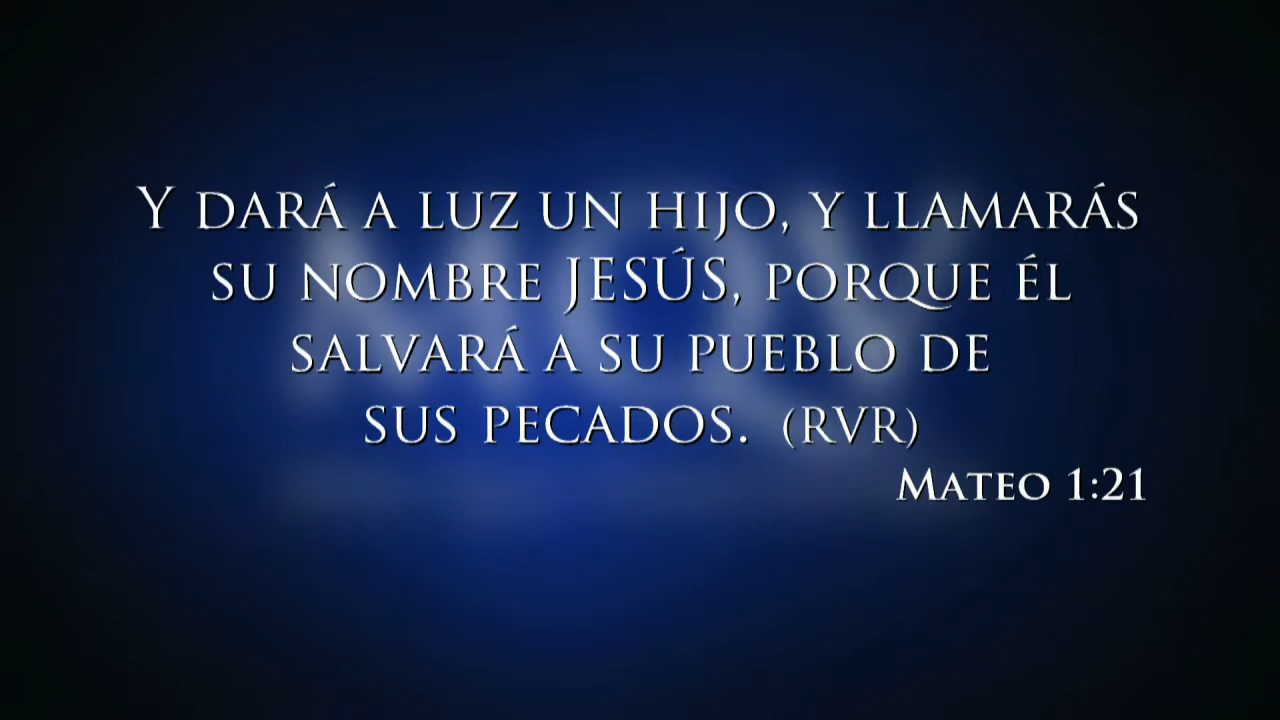 Y DARÁ A LUZ UN HIJO, Y LLAMARÁS
SU NOMBRE JESÚS, PORQUE ÉL
SALVARÁ A SU PUEBLO DE
SUS PECADOS. (RVR)
MATEO 1:21